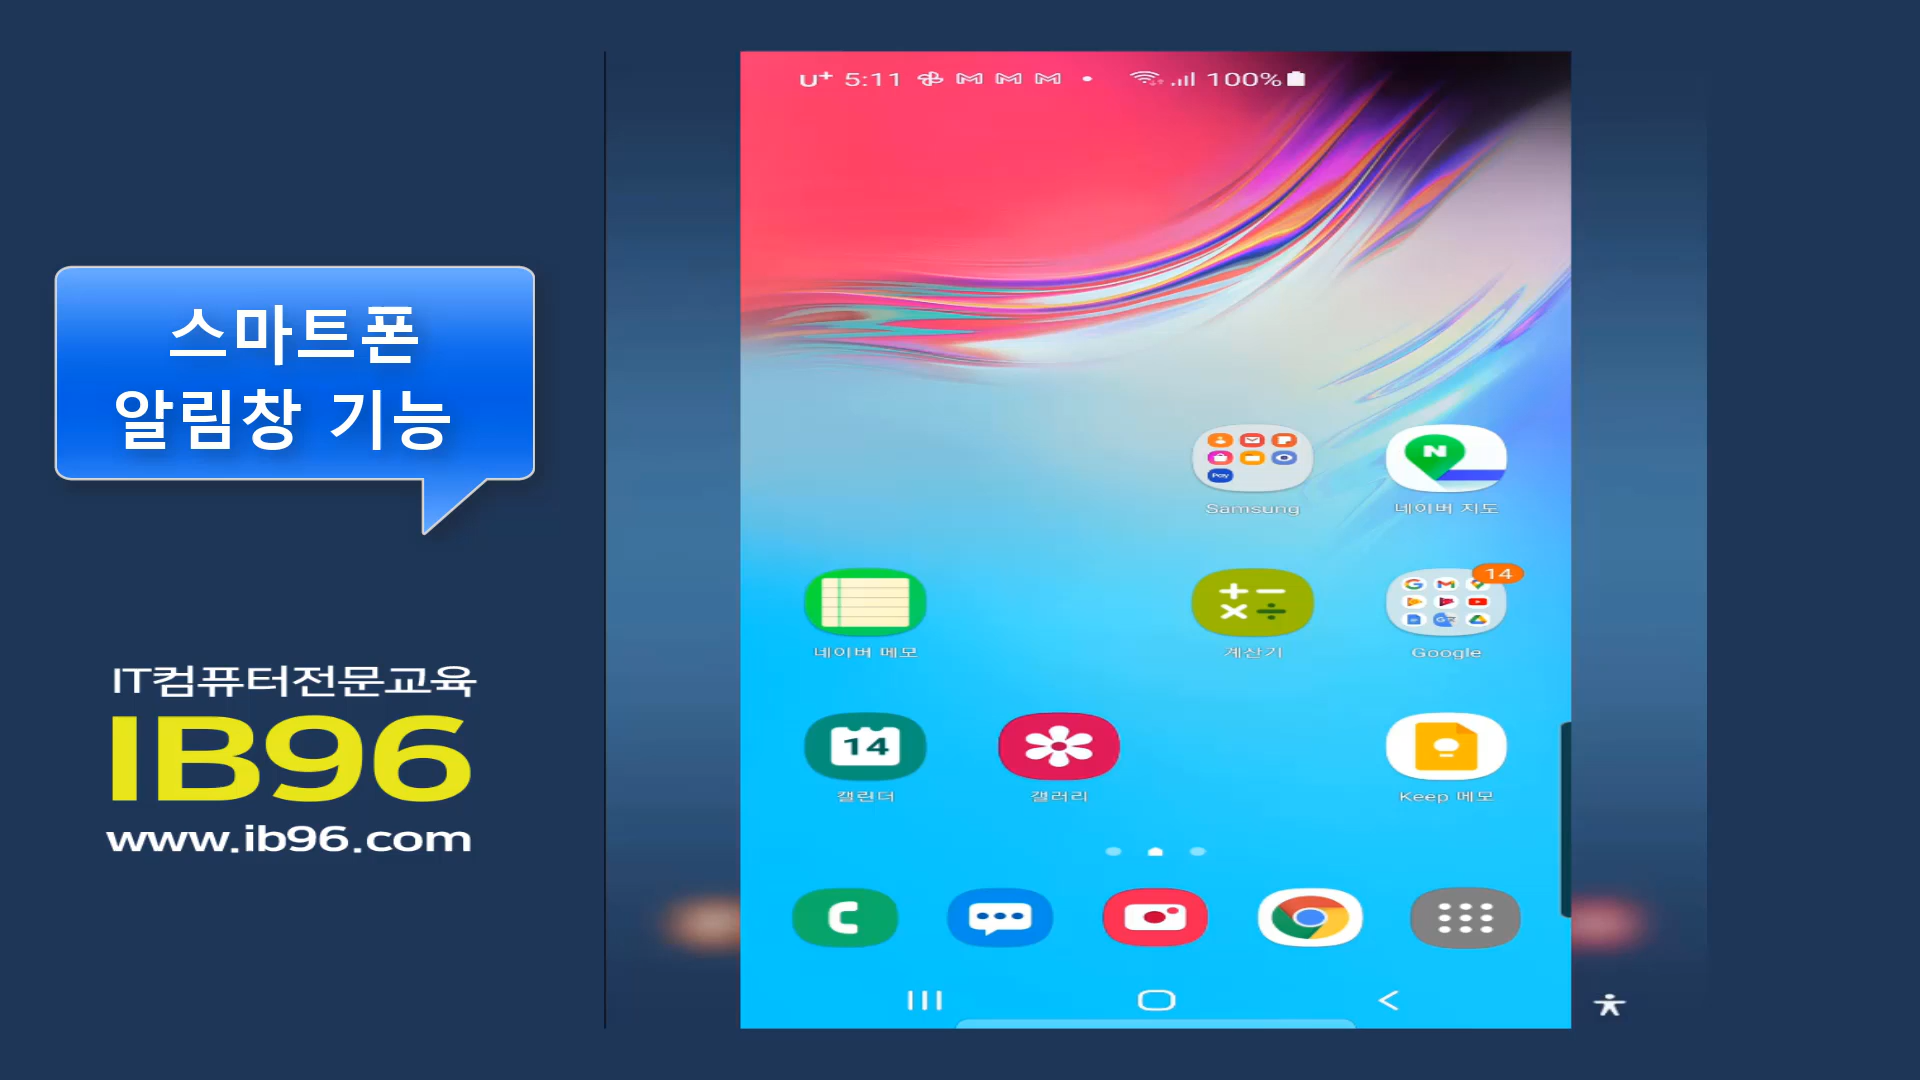 스마트폰
알림창 기능
IT컴퓨터전문교육
IB96
www.ib96.com
U+ 5:11 100%
Samsung
네이버 지도
Pay
N
14
네이버 메모
계산기
Google
14
캘린더
갤러리
Keep 메모